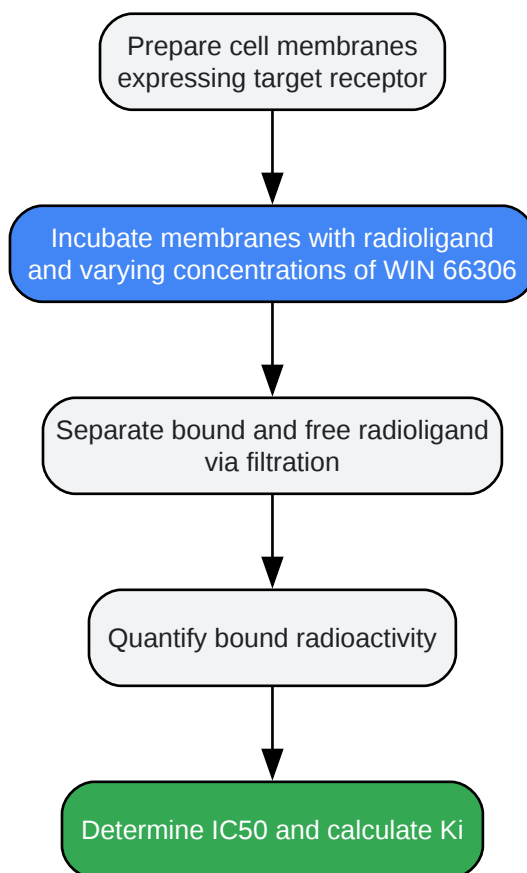 Prepare cell membranes
expressing target receptor
Incubate membranes with radioligand
and varying concentrations of WIN 66306
Separate bound and free radioligand
via filtration
Quantify bound radioactivity
Determine IC50 and calculate Ki